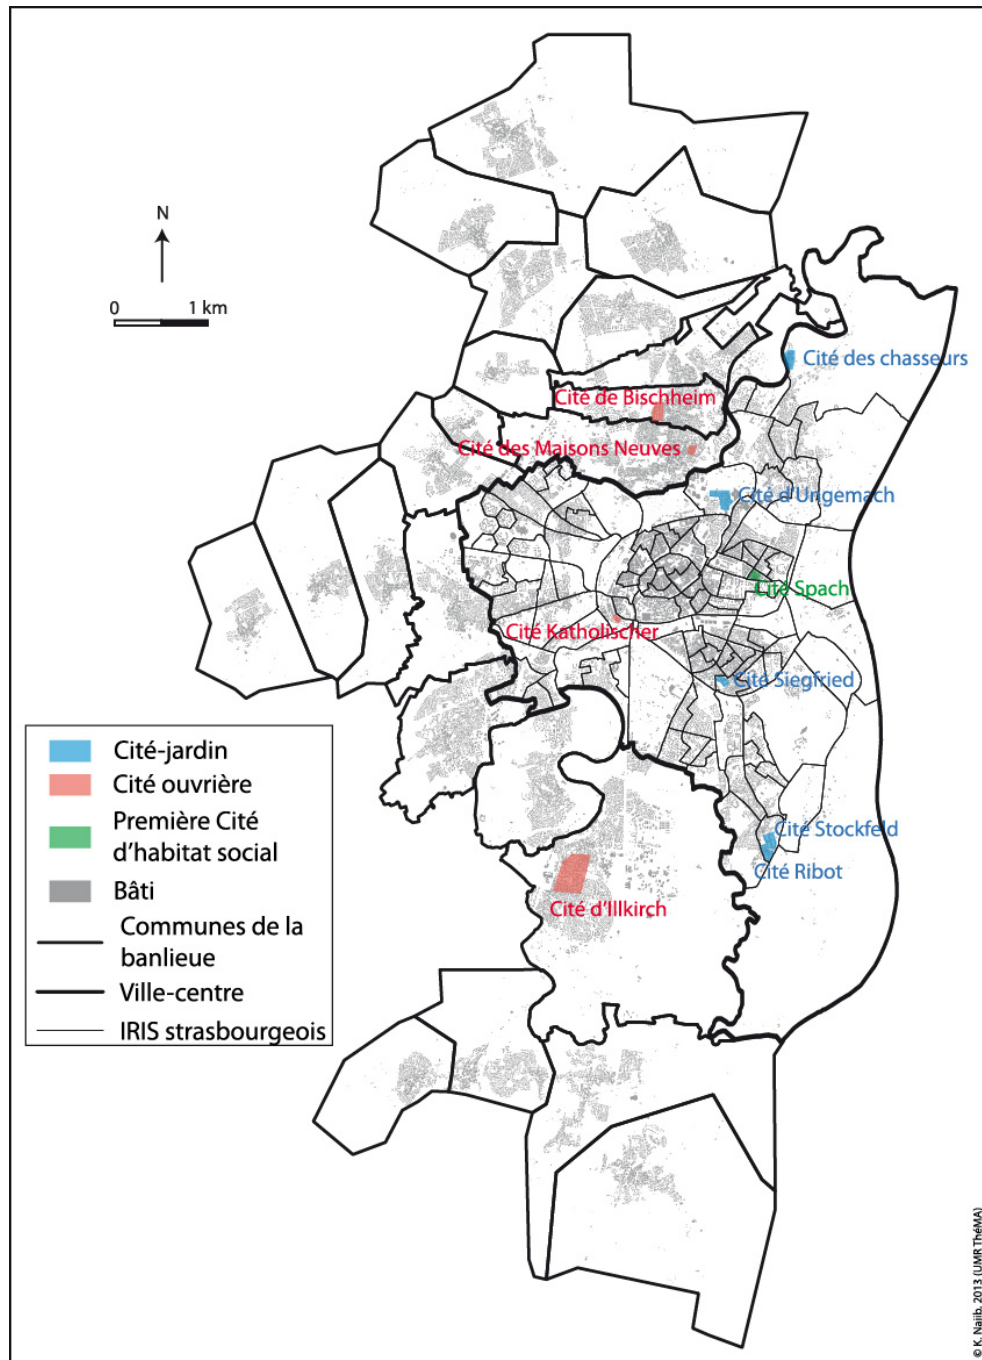 N
0 1 km
Cité des chasseurs
Cité de Bischheim
Cité des Maisons Neuves
Cité d'Ungemach
Cité Spach
Cité Katholischer
Cité Siegfried
Cité Stockfeld
Cité Ribot
Cité d'Illkirch
Cité-jardin
Cité ouvrière
Première Cité
d'habitat social
Bâti
Communes de la
banlieue
Ville-centre
IRIS strasbourgeois
© K. Najib, 2013 (UMR ThéMA)